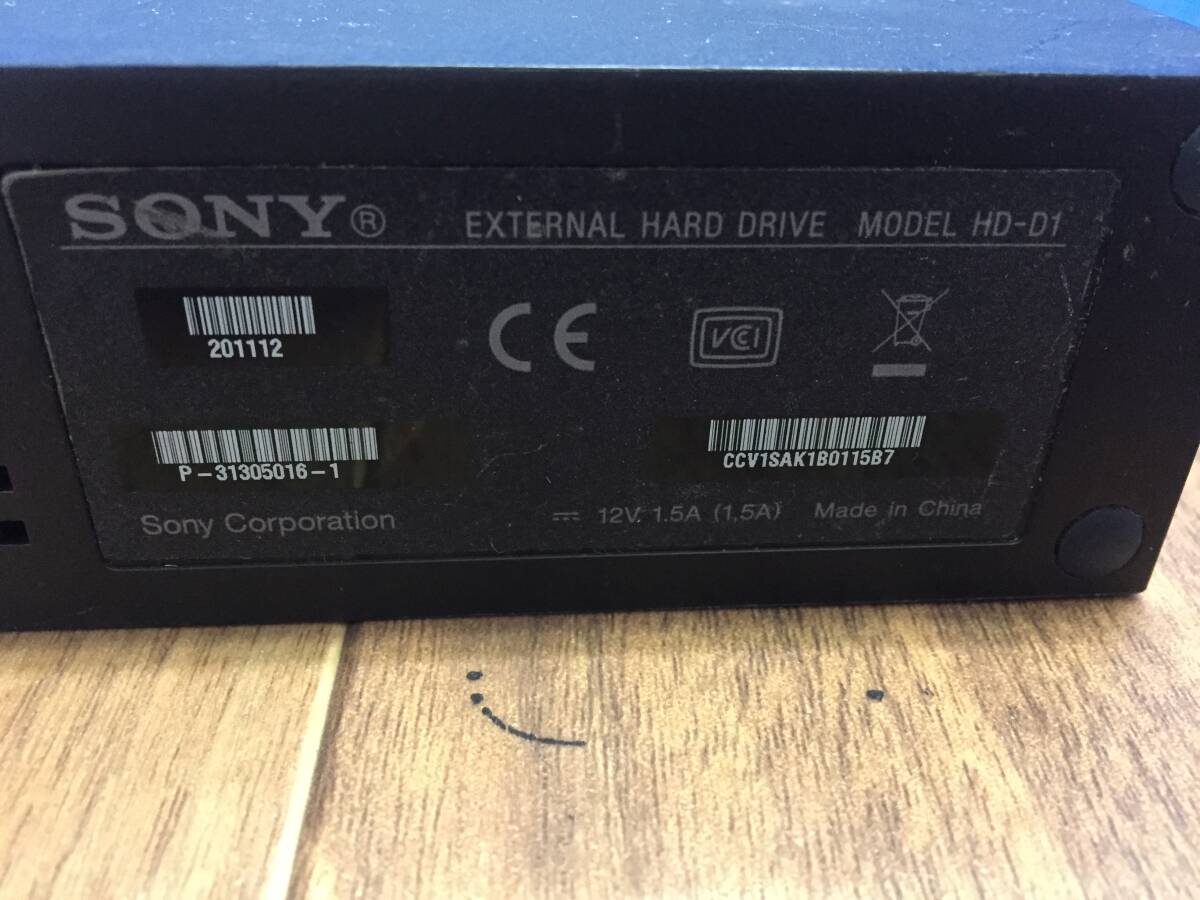 SONY® EXTERNAL HARD DRIVE MODEL HD-D1
201112
CE
VCI
P-31305016-1
CCV1SAK1B0115B7
Sony Corporation
12V 1.5A (1,5A) Made in China